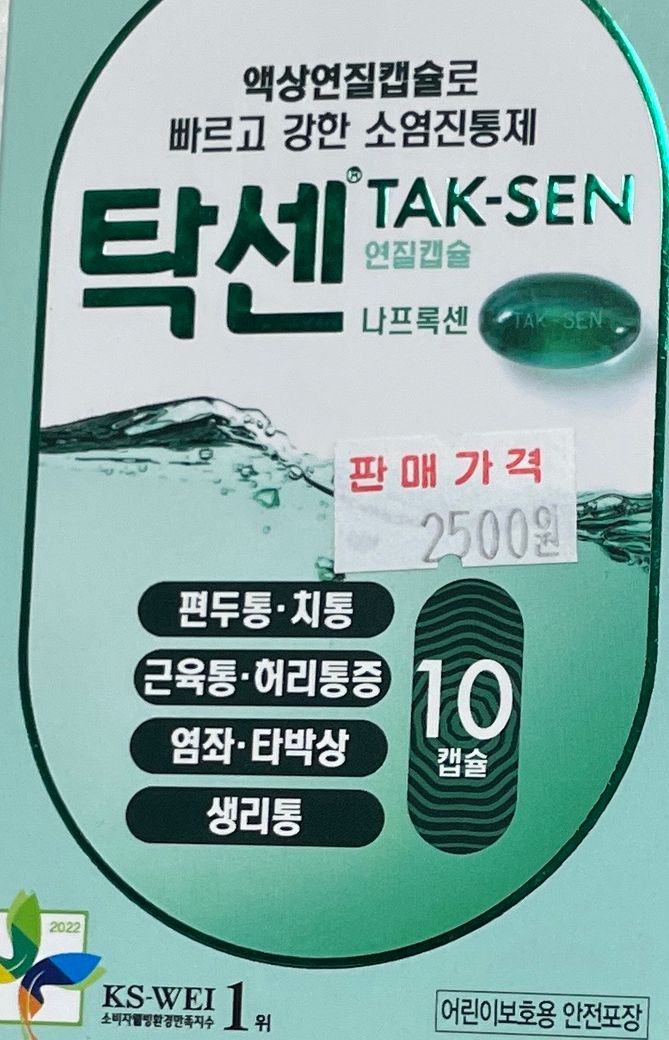 액상연질캡슐로
빠르고 강한 소염진통제
탁센® TAK-SEN
연질캡슐
나프록센
TAK-SEN
판매가격
2500원
편두통·치통
근육통·허리통증
염좌·타박상
생리통
10
캡슐
2022
KS-WEI 1위
소비자웰빙환경만족지수
어린이보호용 안전포장